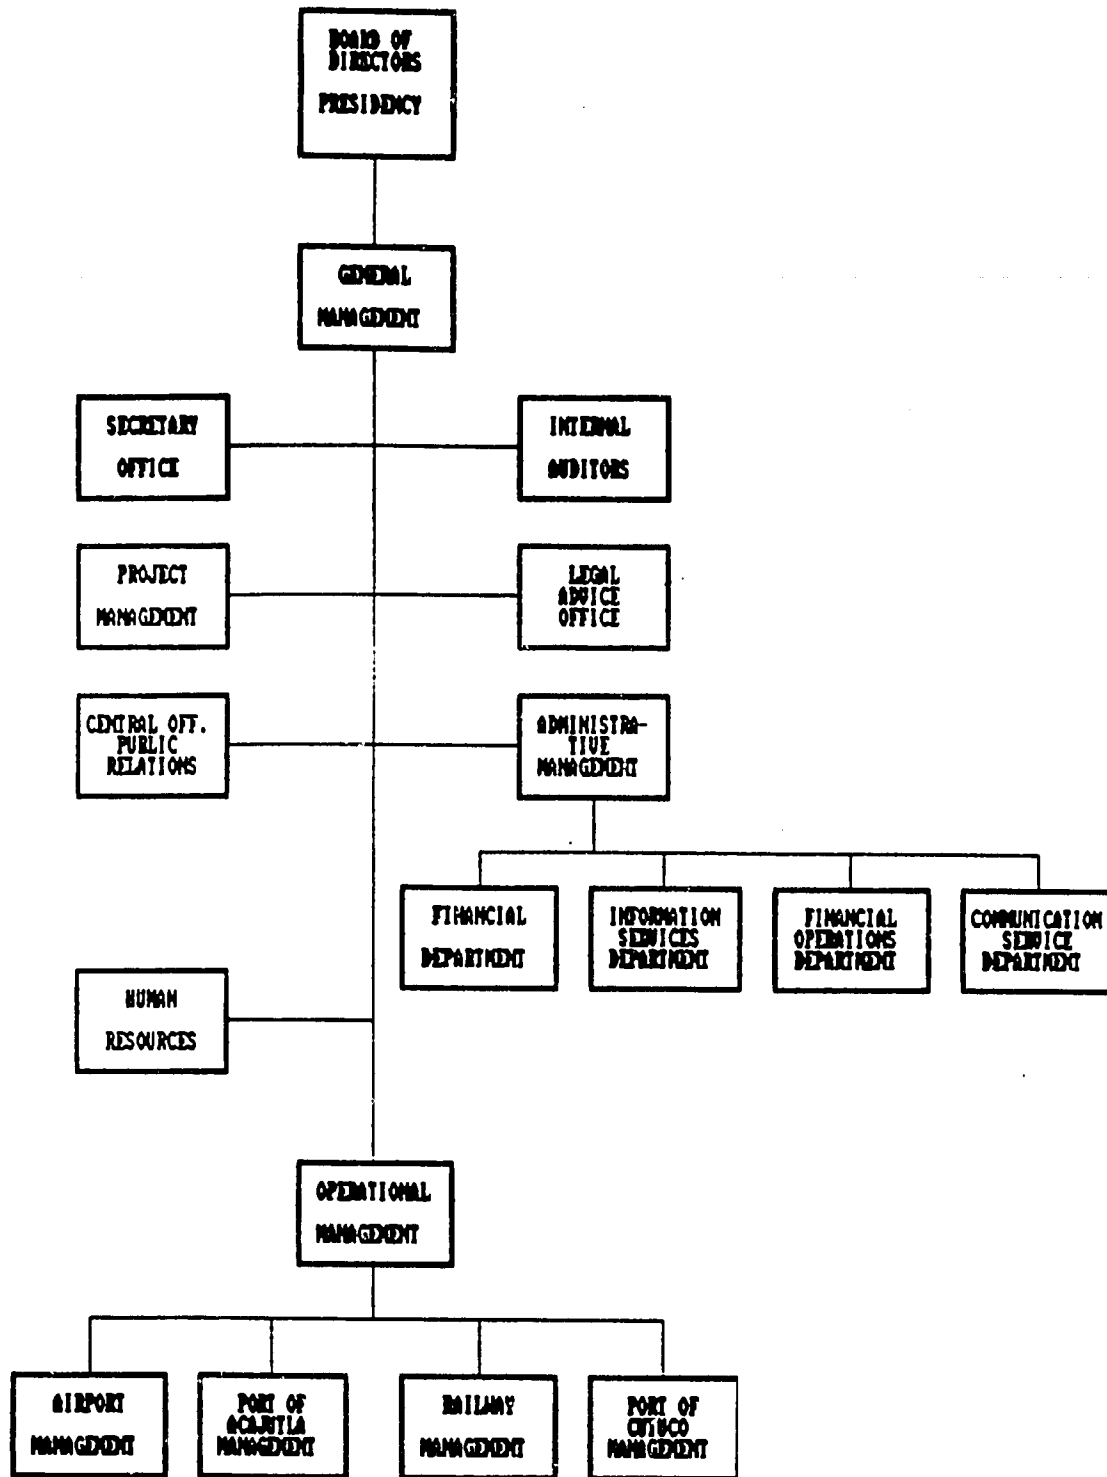 BOARD OF
DIRECTORS
PRESIDENCY
GENERAL
MANAGEMENT
SECRETARY
OFFICE
INTERNAL
AUDITORS
PROJECT
MANAGEMENT
LEGAL
ADVICE
OFFICE
CENTRAL OFF.
PUBLIC
RELATIONS
ADMINISTRA-
TIVE
MANAGEMENT
FINANCIAL
DEPARTMENT
INFORMATION
SERVICES
DEPARTMENT
FINANCIAL
OPERATIONS
DEPARTMENT
COMMUNICATION
SERVICE
DEPARTMENT
HUMAN
RESOURCES
OPERATIONAL
MANAGEMENT
AIRPORT
MANAGEMENT
PORT OF
ACAJUTLA
MANAGEMENT
RAILWAY
MANAGEMENT
PORT OF
CUTUCO
MANAGEMENT